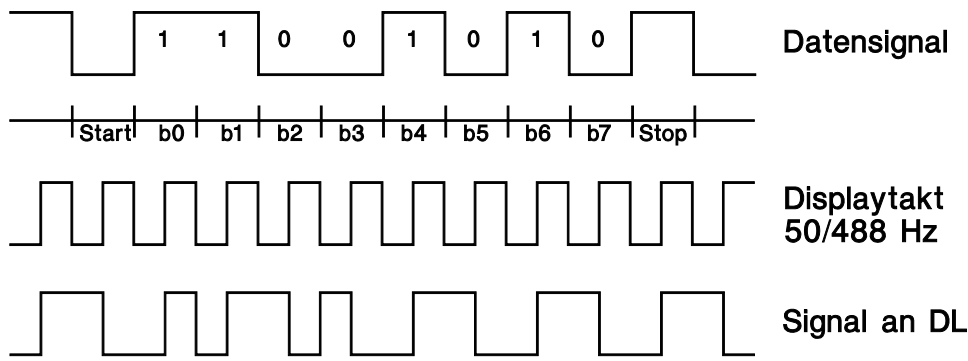 1 1 0 0 1 0 1 0
Datensignal
Start b0 b1 b2 b3 b4 b5 b6 b7 Stop
Displaytakt
50/488 Hz
Signal an DL